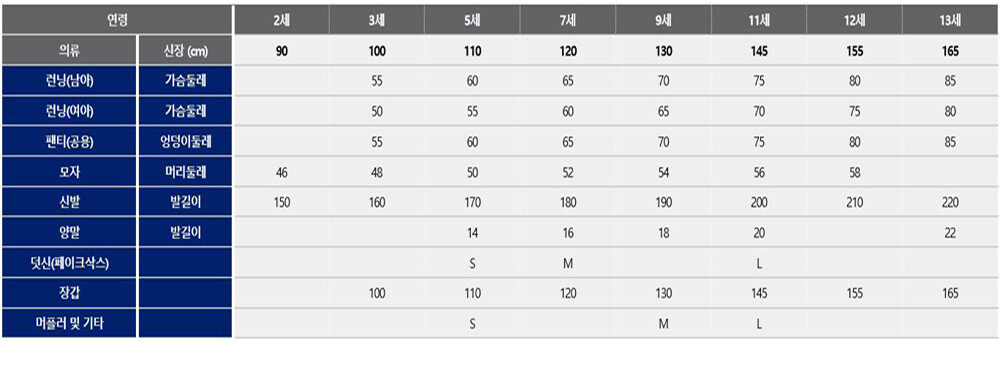 연령 2세 3세 5세 7세 9세 11세 12세 13세
의류 신장 (cm) 90 100 110 120 130 145 155 165
런닝(남아) 가슴둘레 55 60 65 70 75 80 85
런닝(여아) 가슴둘레 50 55 60 65 70 75 80
팬티(공용) 엉덩이둘레 55 60 65 70 75 80 85
모자 머리둘레 46 48 50 52 54 56 58
신발 발길이 150 160 170 180 190 200 210 220
양말 발길이 14 16 18 20 22
덧신(페이크삭스) S M L
장갑 100 110 120 130 145 155 165
머플러 및 기타 S M L